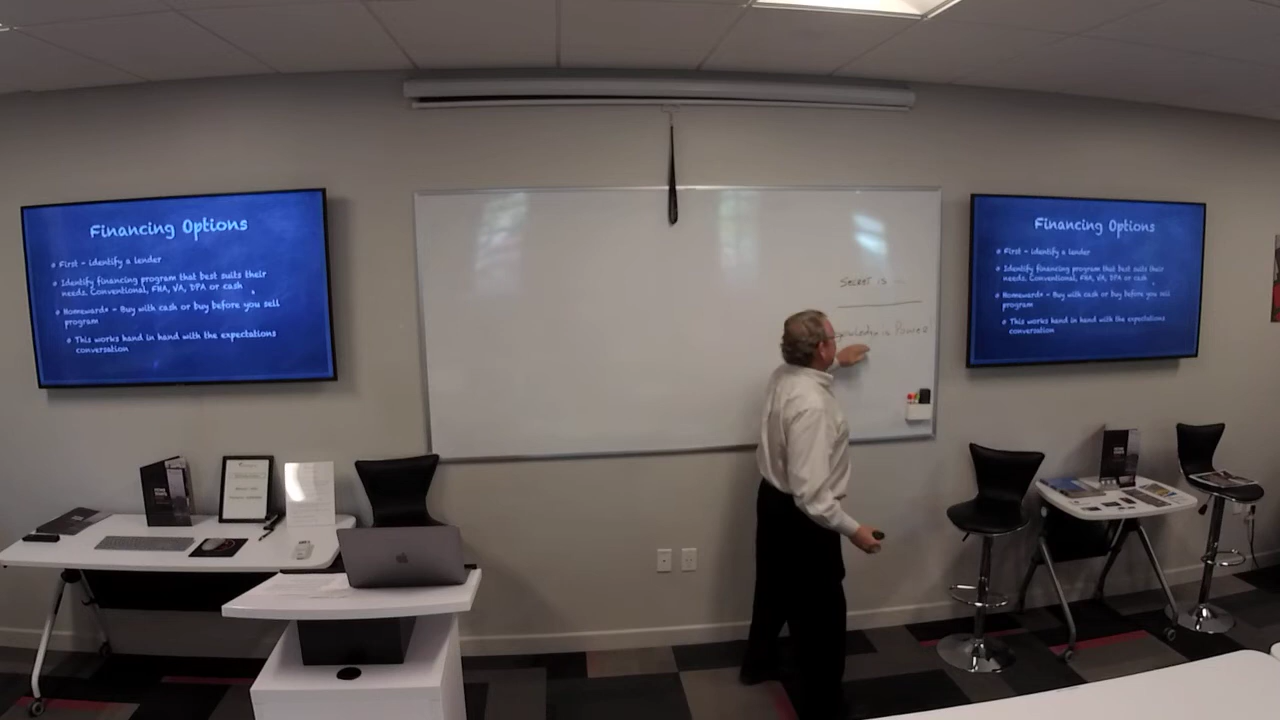 Financing Options
First - identify a lender
Identify financing program that best suits their
needs. Conventional, FHA, VA, DPA or cash
Homeward - Buy with cash or buy before you sell
program
This works hand in hand with the expectations
conversation
SECRET IS
is Power
Financing Options
First - identify a lender
Identify financing program that best suits their
needs. Conventional, FHA, VA, DPA or cash
Homeward - Buy with cash or buy before you sell
program
This works hand in hand with the expectations
conversation